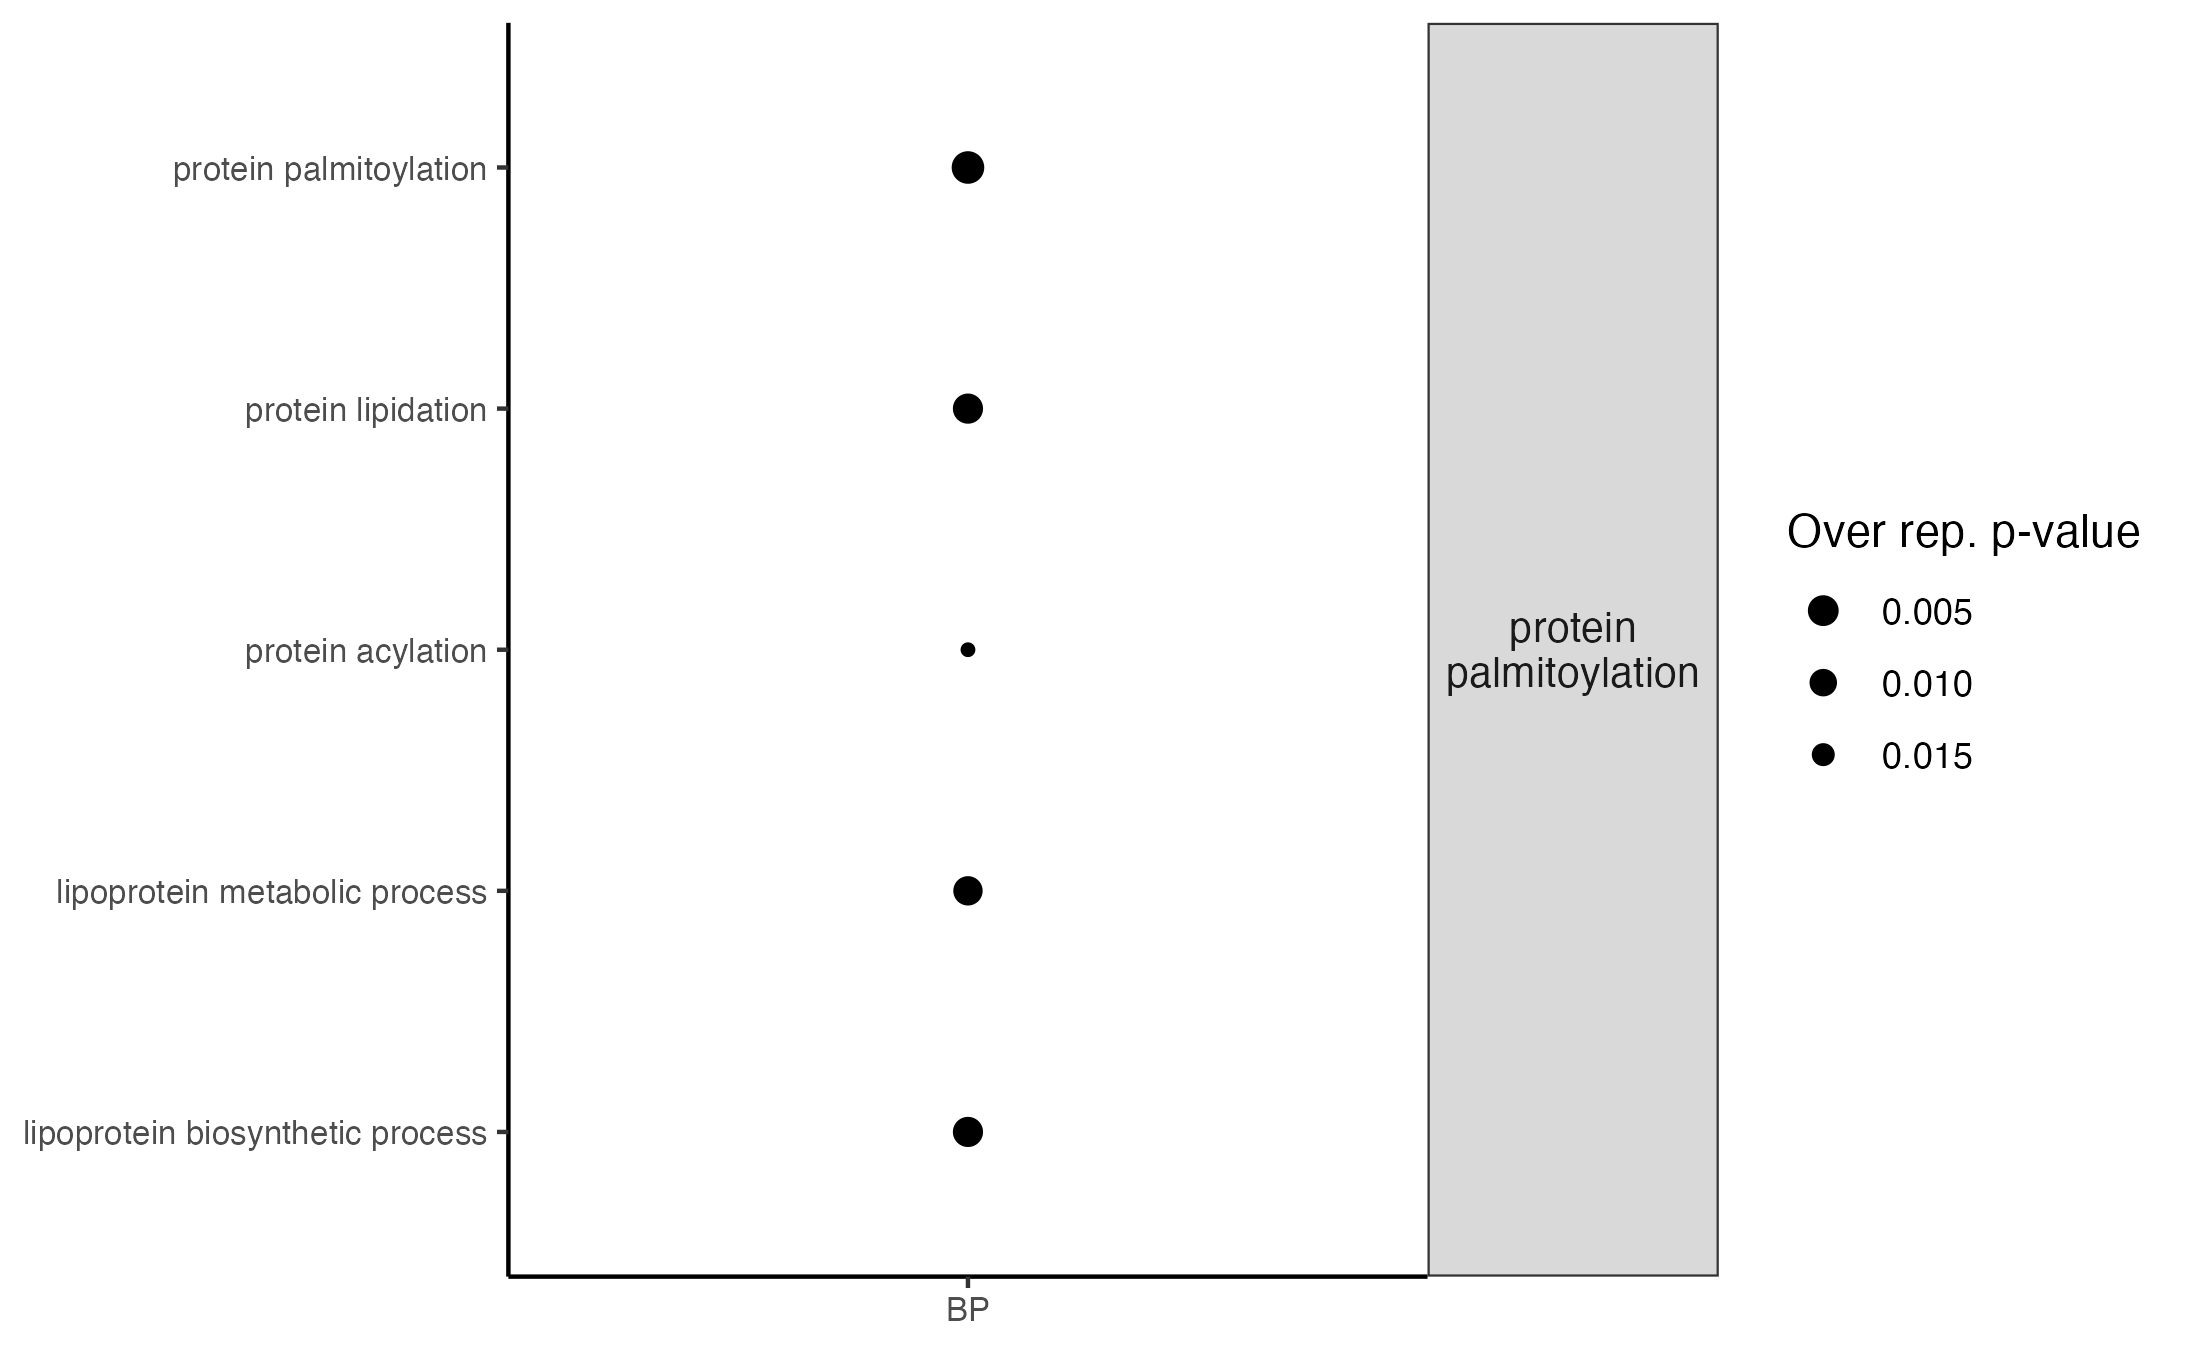 protein palmitoylation
protein lipidation
protein acylation
lipoprotein metabolic process
lipoprotein biosynthetic process
BP
protein
palmitoylation
Over rep. p-value
0.005
0.010
0.015